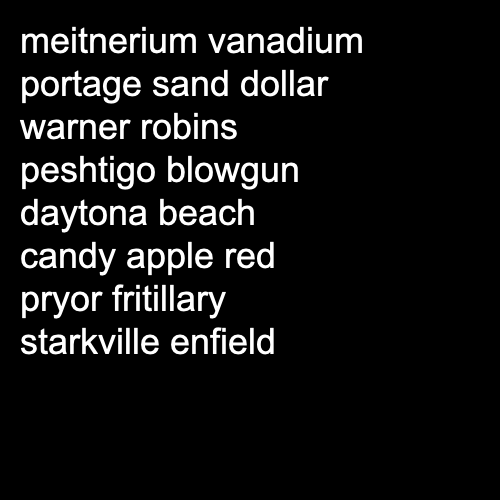 meitnerium vanadium
portage sand dollar
warner robins
peshtigo blowgun
daytona beach
candy apple red
pryor fritillary
starkville enfield